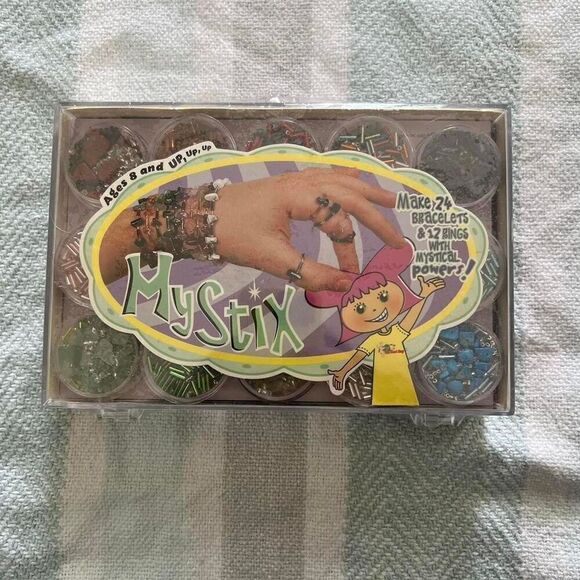 Ages 8 and UP, UP, UP
Make 24
BRACELETS
& 12 RINGS
WITH
MYSTICAL
POWERS!
MyStiX